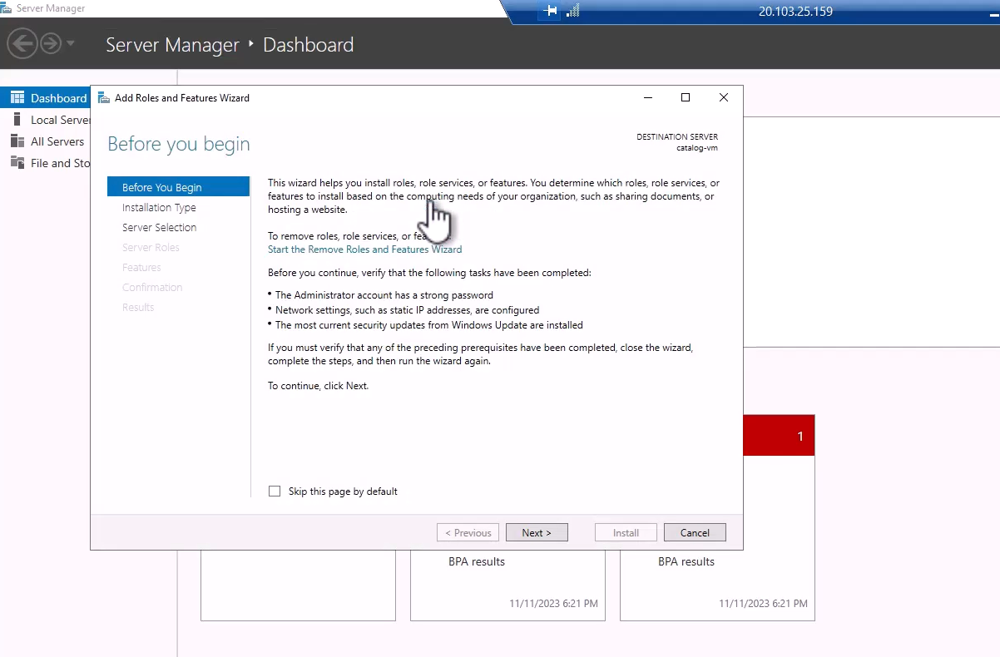 Server Manager
20.103.25.159
Server Manager ‣ Dashboard
Dashboard
Local Server
All Servers
File and Sto
Add Roles and Features Wizard
Before you begin
DESTINATION SERVER
catalog-vm
Before You Begin
Installation Type
Server Selection
Server Roles
Features
Confirmation
Results
This wizard helps you install roles, role services, or features. You determine which roles, role services, or
features to install based on the computing needs of your organization, such as sharing documents, or
hosting a website.
To remove roles, role services, or fea
Start the Remove Roles and Features Wizard
Before you continue, verify that the following tasks have been completed:
• The Administrator account has a strong password
• Network settings, such as static IP addresses, are configured
• The most current security updates from Windows Update are installed
If you must verify that any of the preceding prerequisites have been completed, close the wizard,
complete the steps, and then run the wizard again.
To continue, click Next.
Skip this page by default
< Previous
Next >
Install
Cancel
1
BPA results
11/11/2023 6:21 PM
BPA results
11/11/2023 6:21 PM